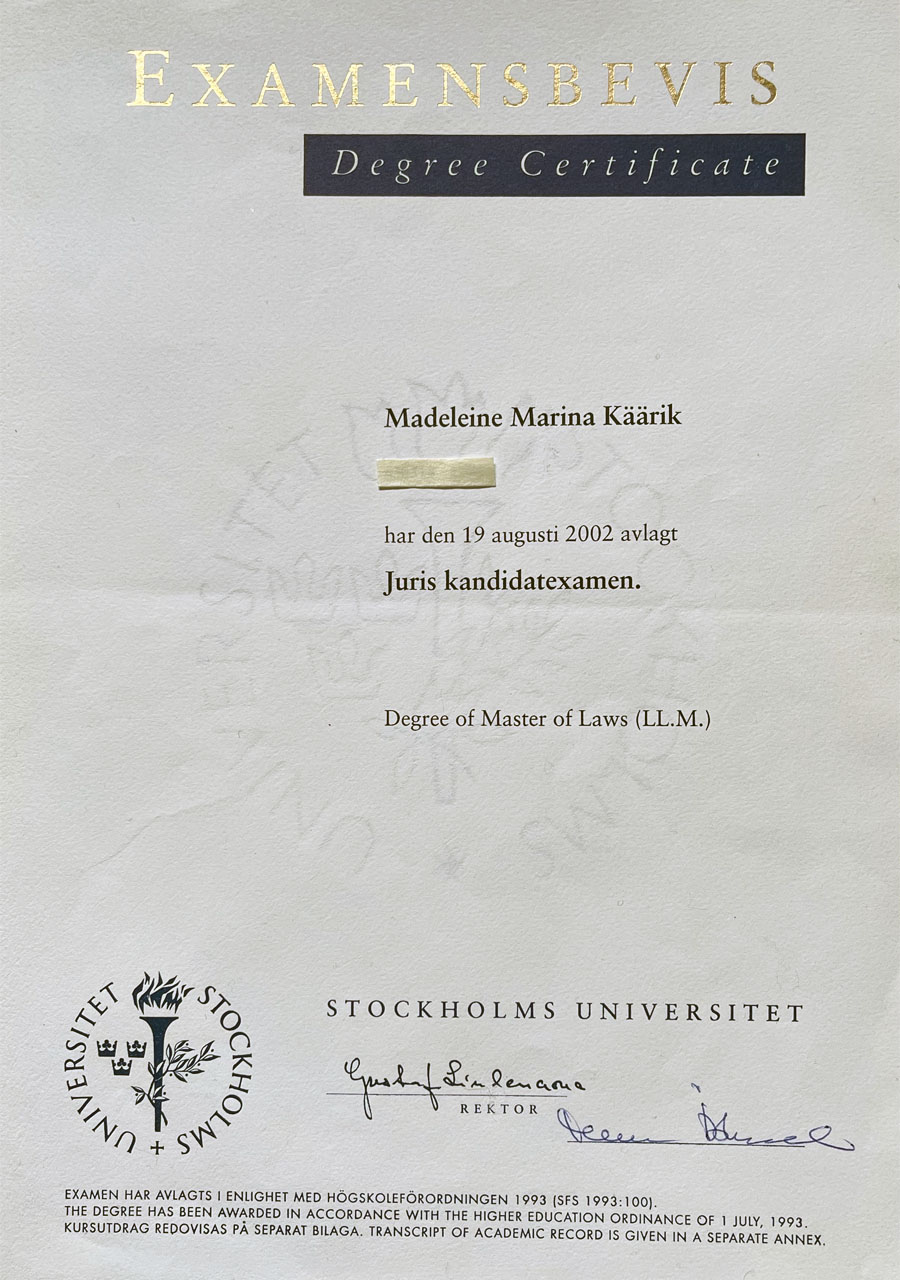 EXAMENSBEVIS
Degree Certificate
Madeleine Marina Käärik
har den 19 augusti 2002 avlagt
Juris kandidatexamen.
Degree of Master of Laws (LL.M.)
STOCKHOLMS UNIVERSITET
STOCKHOLMS UNIVERSITET
Gustaf Lindencrona
REKTOR
EXAMEN HAR AVLAGTS I ENLIGHET MED HÖGSKOLEFÖRORDNINGEN 1993 (SFS 1993:100).
THE DEGREE HAS BEEN AWARDED IN ACCORDANCE WITH THE HIGHER EDUCATION ORDINANCE OF 1 JULY, 1993.
KURSUTDRAG REDOVISAS PÅ SEPARAT BILAGA. TRANSCRIPT OF ACADEMIC RECORD IS GIVEN IN A SEPARATE ANNEX.